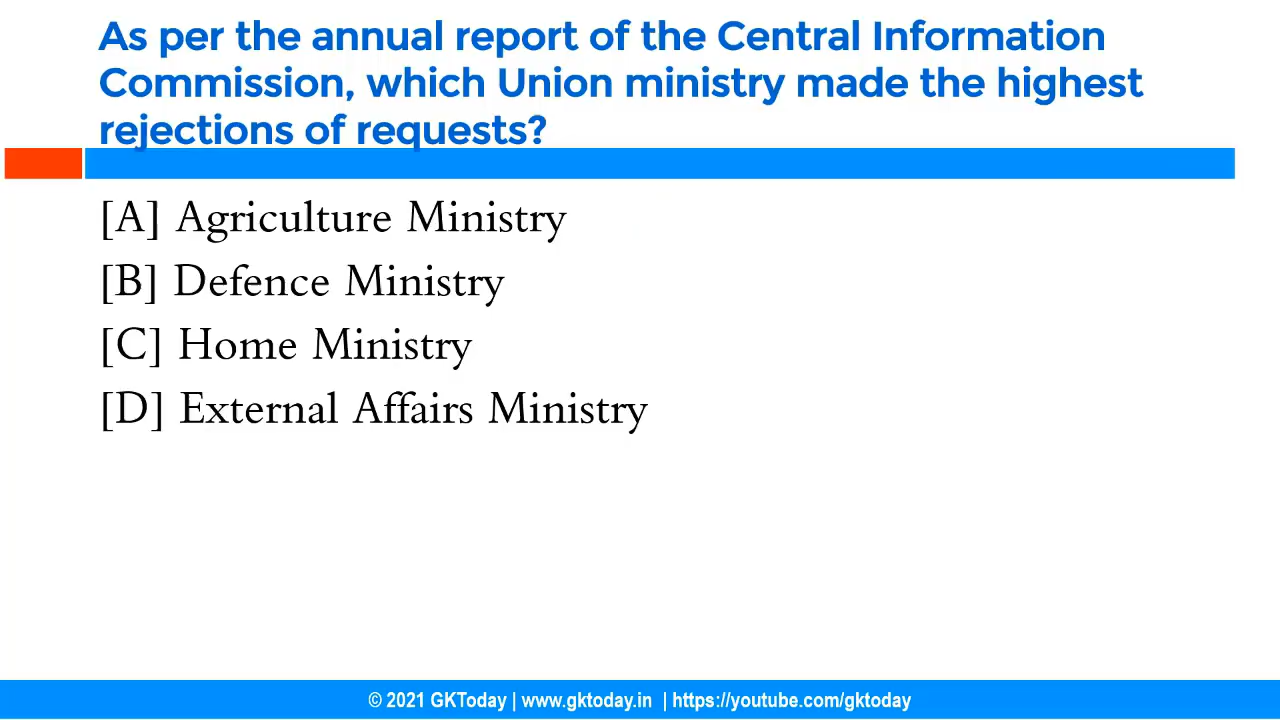 As per the annual report of the Central Information
Commission, which Union ministry made the highest
rejections of requests?
[A] Agriculture Ministry
[B] Defence Ministry
[C] Home Ministry
[D] External Affairs Ministry
© 2021 GKToday | www.gktoday.in | https://youtube.com/gktoday